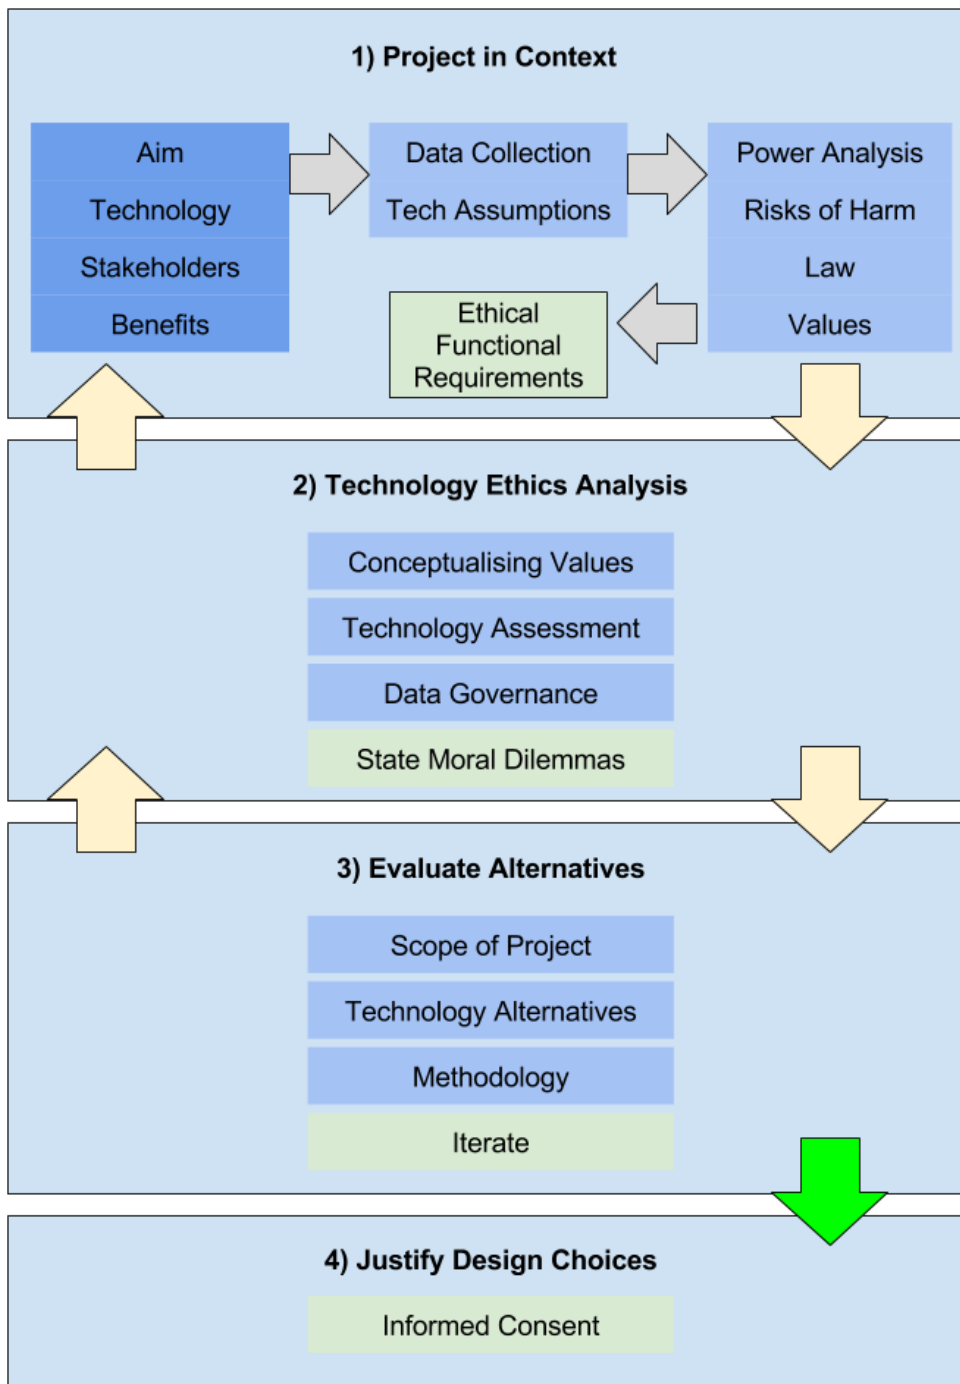 1) Project in Context
Aim
Technology
Stakeholders
Benefits
Data Collection
Tech Assumptions
Power Analysis
Risks of Harm
Law
Values
Ethical
Functional
Requirements
2) Technology Ethics Analysis
Conceptualising Values
Technology Assessment
Data Governance
State Moral Dilemmas
3) Evaluate Alternatives
Scope of Project
Technology Alternatives
Methodology
Iterate
4) Justify Design Choices
Informed Consent